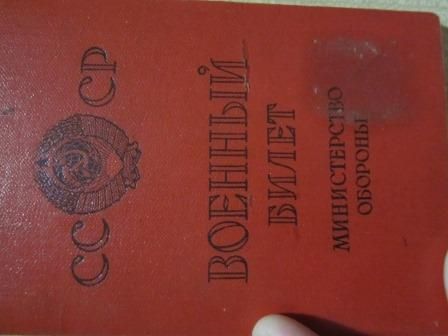 СССР
ВОЕННЫЙ
БИЛЕТ
МИНИСТЕРСТВО
ОБОРОНЫ